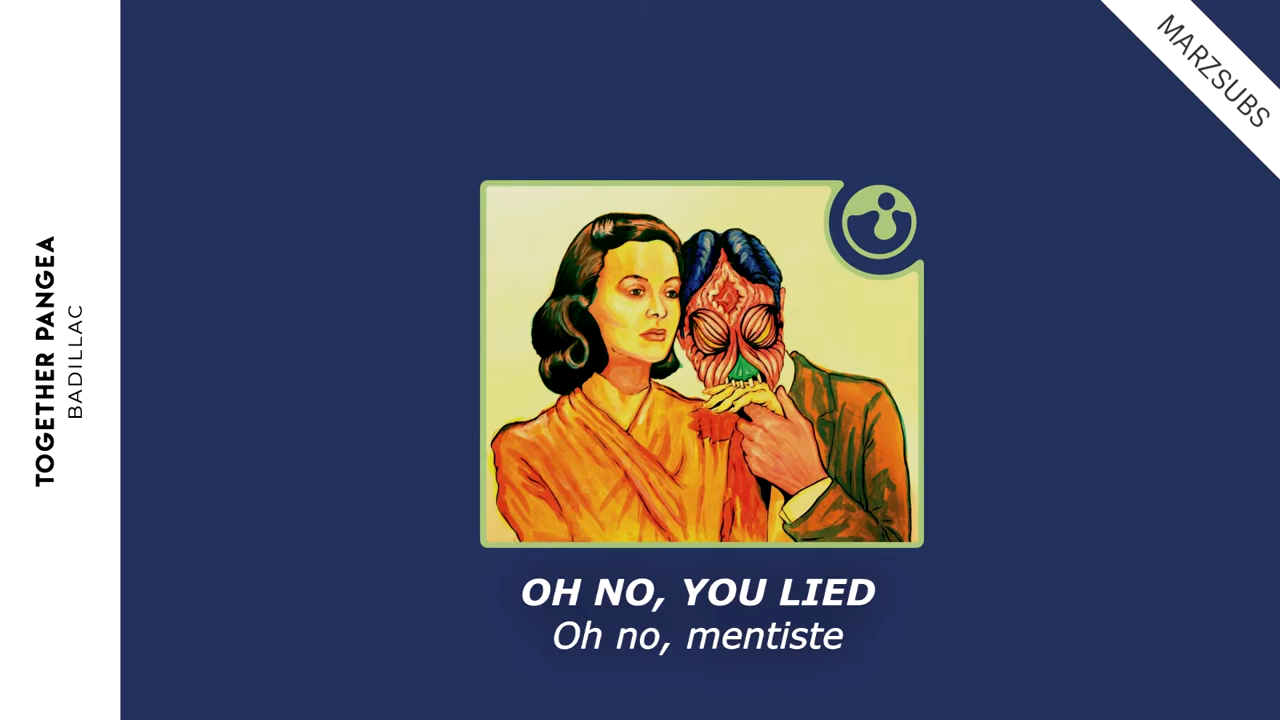 TOGETHER PANGEA
BADILLAC
MARZSUBS
OH NO, YOU LIED
Oh no, mentiste